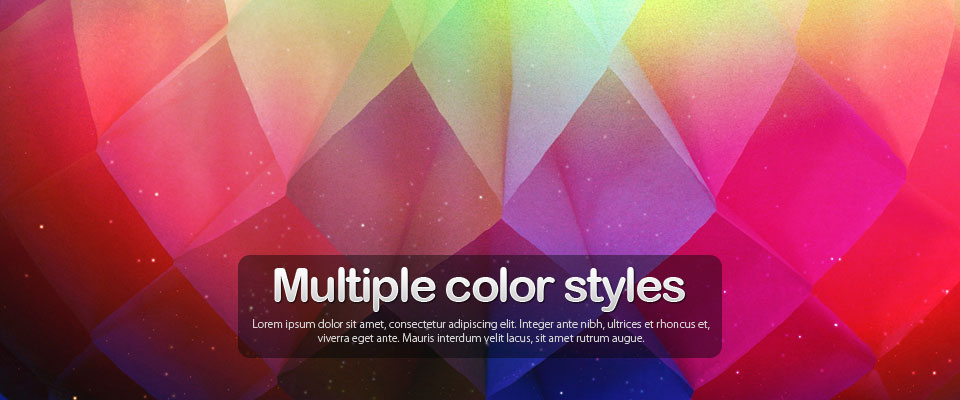 Multiple color styles
Lorem ipsum dolor sit amet, consectetur adipiscing elit. Integer ante nibh, ultrices et rhoncus et,
viverra eget ante. Mauris interdum velit lacus, sit amet rutrum augue.